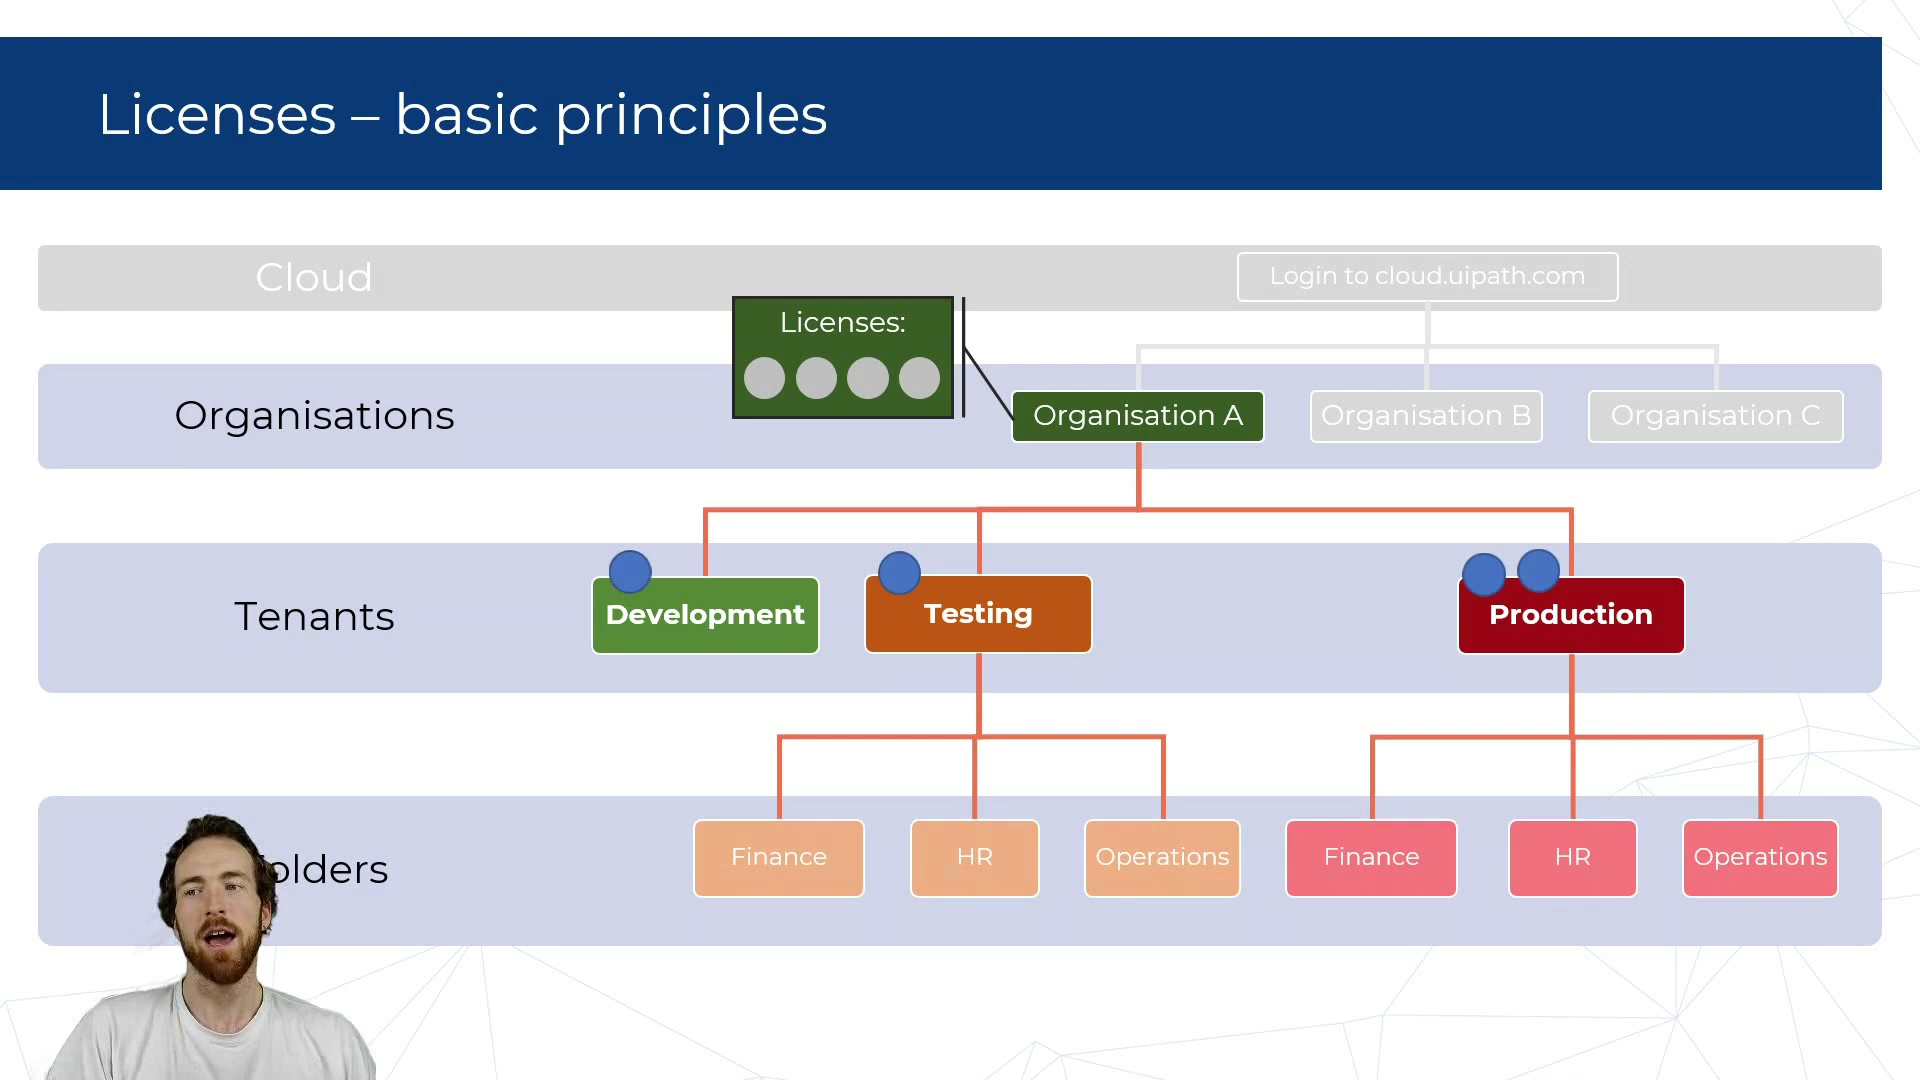 Licenses – basic principles
Cloud
Login to cloud.uipath.com
Licenses:
Organisations
Organisation A
Organisation B
Organisation C
Tenants
Development
Testing
Production
olders
Finance
HR
Operations
Finance
HR
Operations